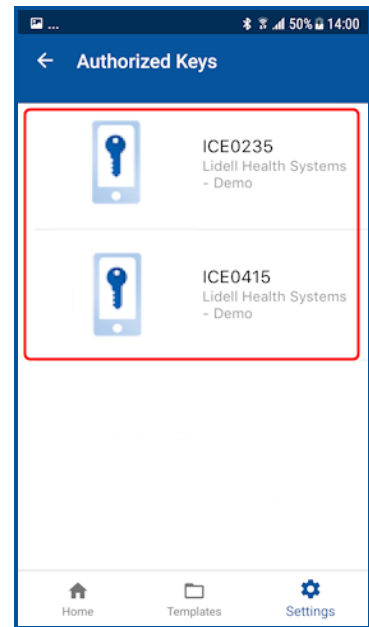 ... 50% 14:00
Authorized Keys
ICE0235
Lidell Health Systems
- Demo
ICE0415
Lidell Health Systems
- Demo
Home Templates Settings